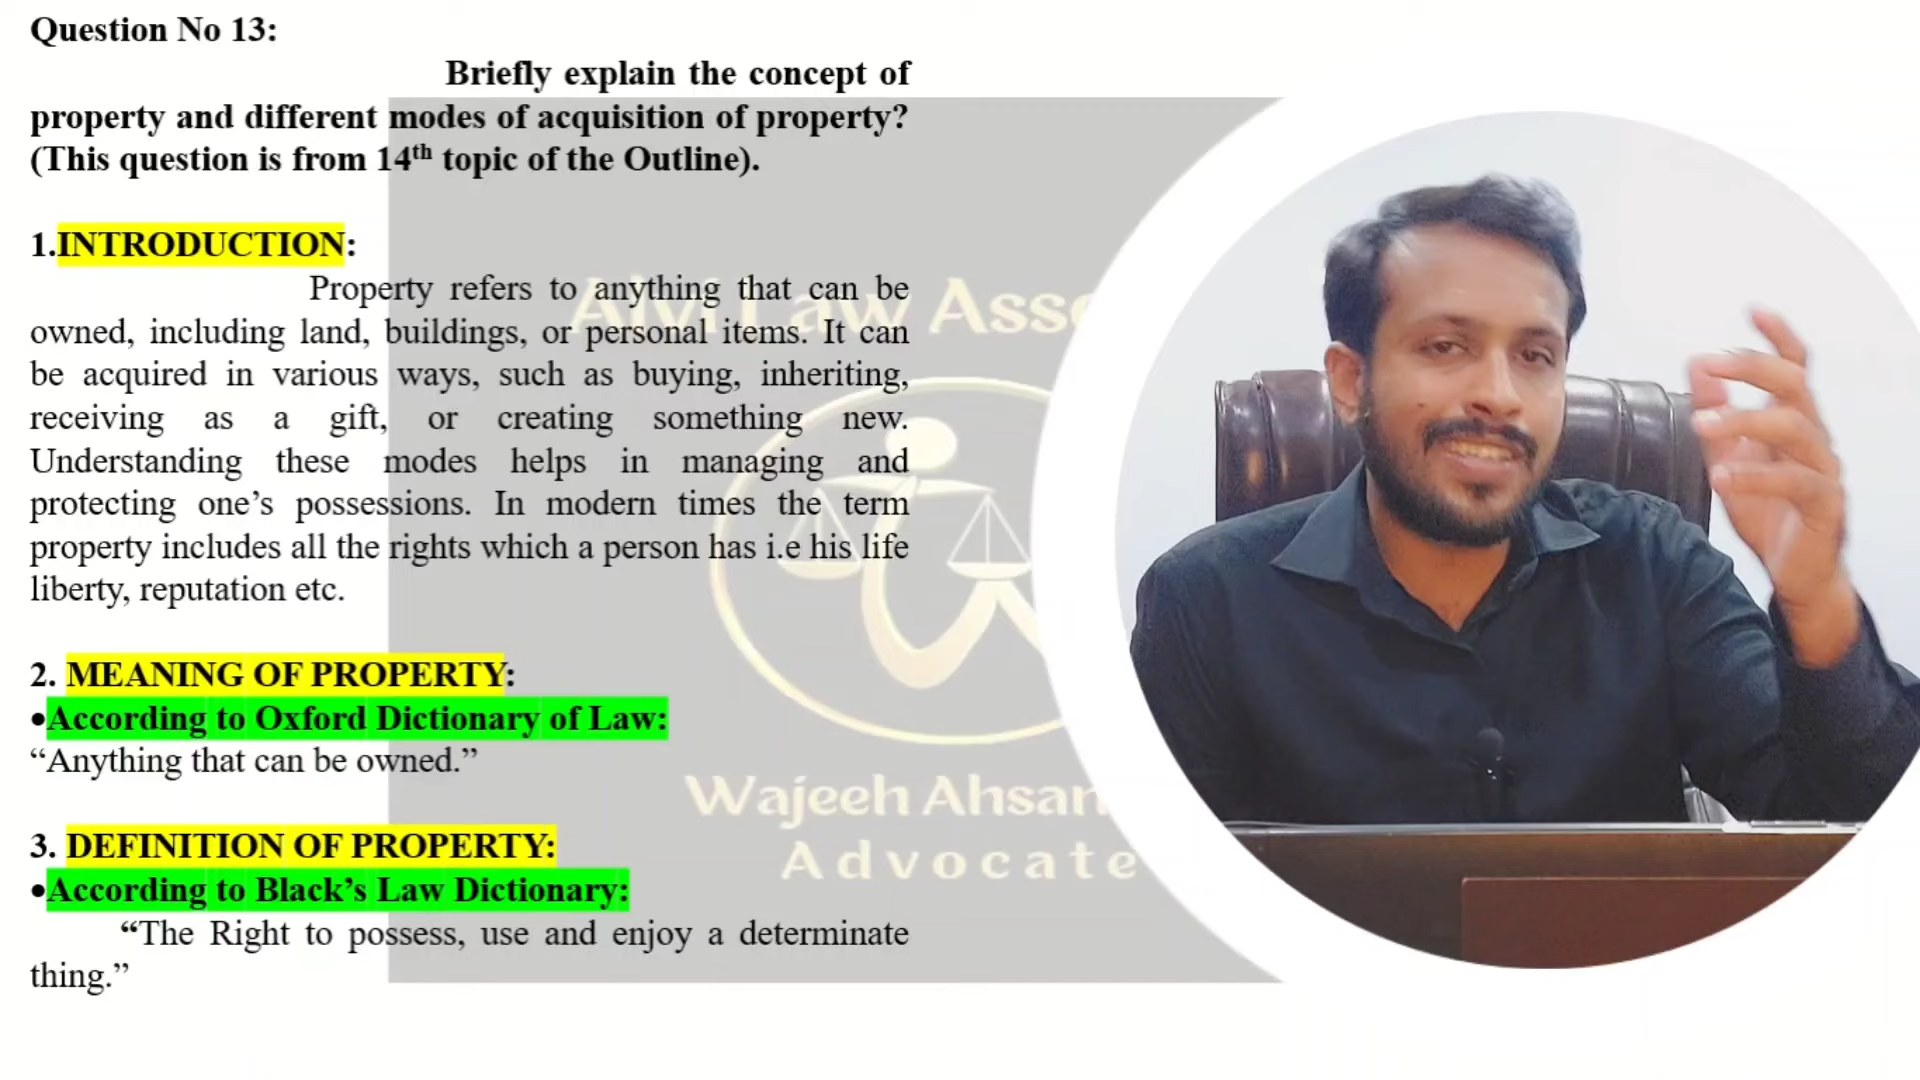 Question No 13:
Briefly explain the concept of
property and different modes of acquisition of property?
(This question is from 14th topic of the Outline).
1.INTRODUCTION:
Property refers to anything that can be
owned, including land, buildings, or personal items. It can
be acquired in various ways, such as buying, inheriting,
receiving as a gift, or creating something new.
Understanding these modes helps in managing and
protecting one’s possessions. In modern times the term
property includes all the rights which a person has i.e his life
liberty, reputation etc.
2. MEANING OF PROPERTY:
•According to Oxford Dictionary of Law:
“Anything that can be owned.”
3. DEFINITION OF PROPERTY:
•According to Black’s Law Dictionary:
“The Right to possess, use and enjoy a determinate
thing.”
Alvi Law
Wajeeh Ahsan
Advocate